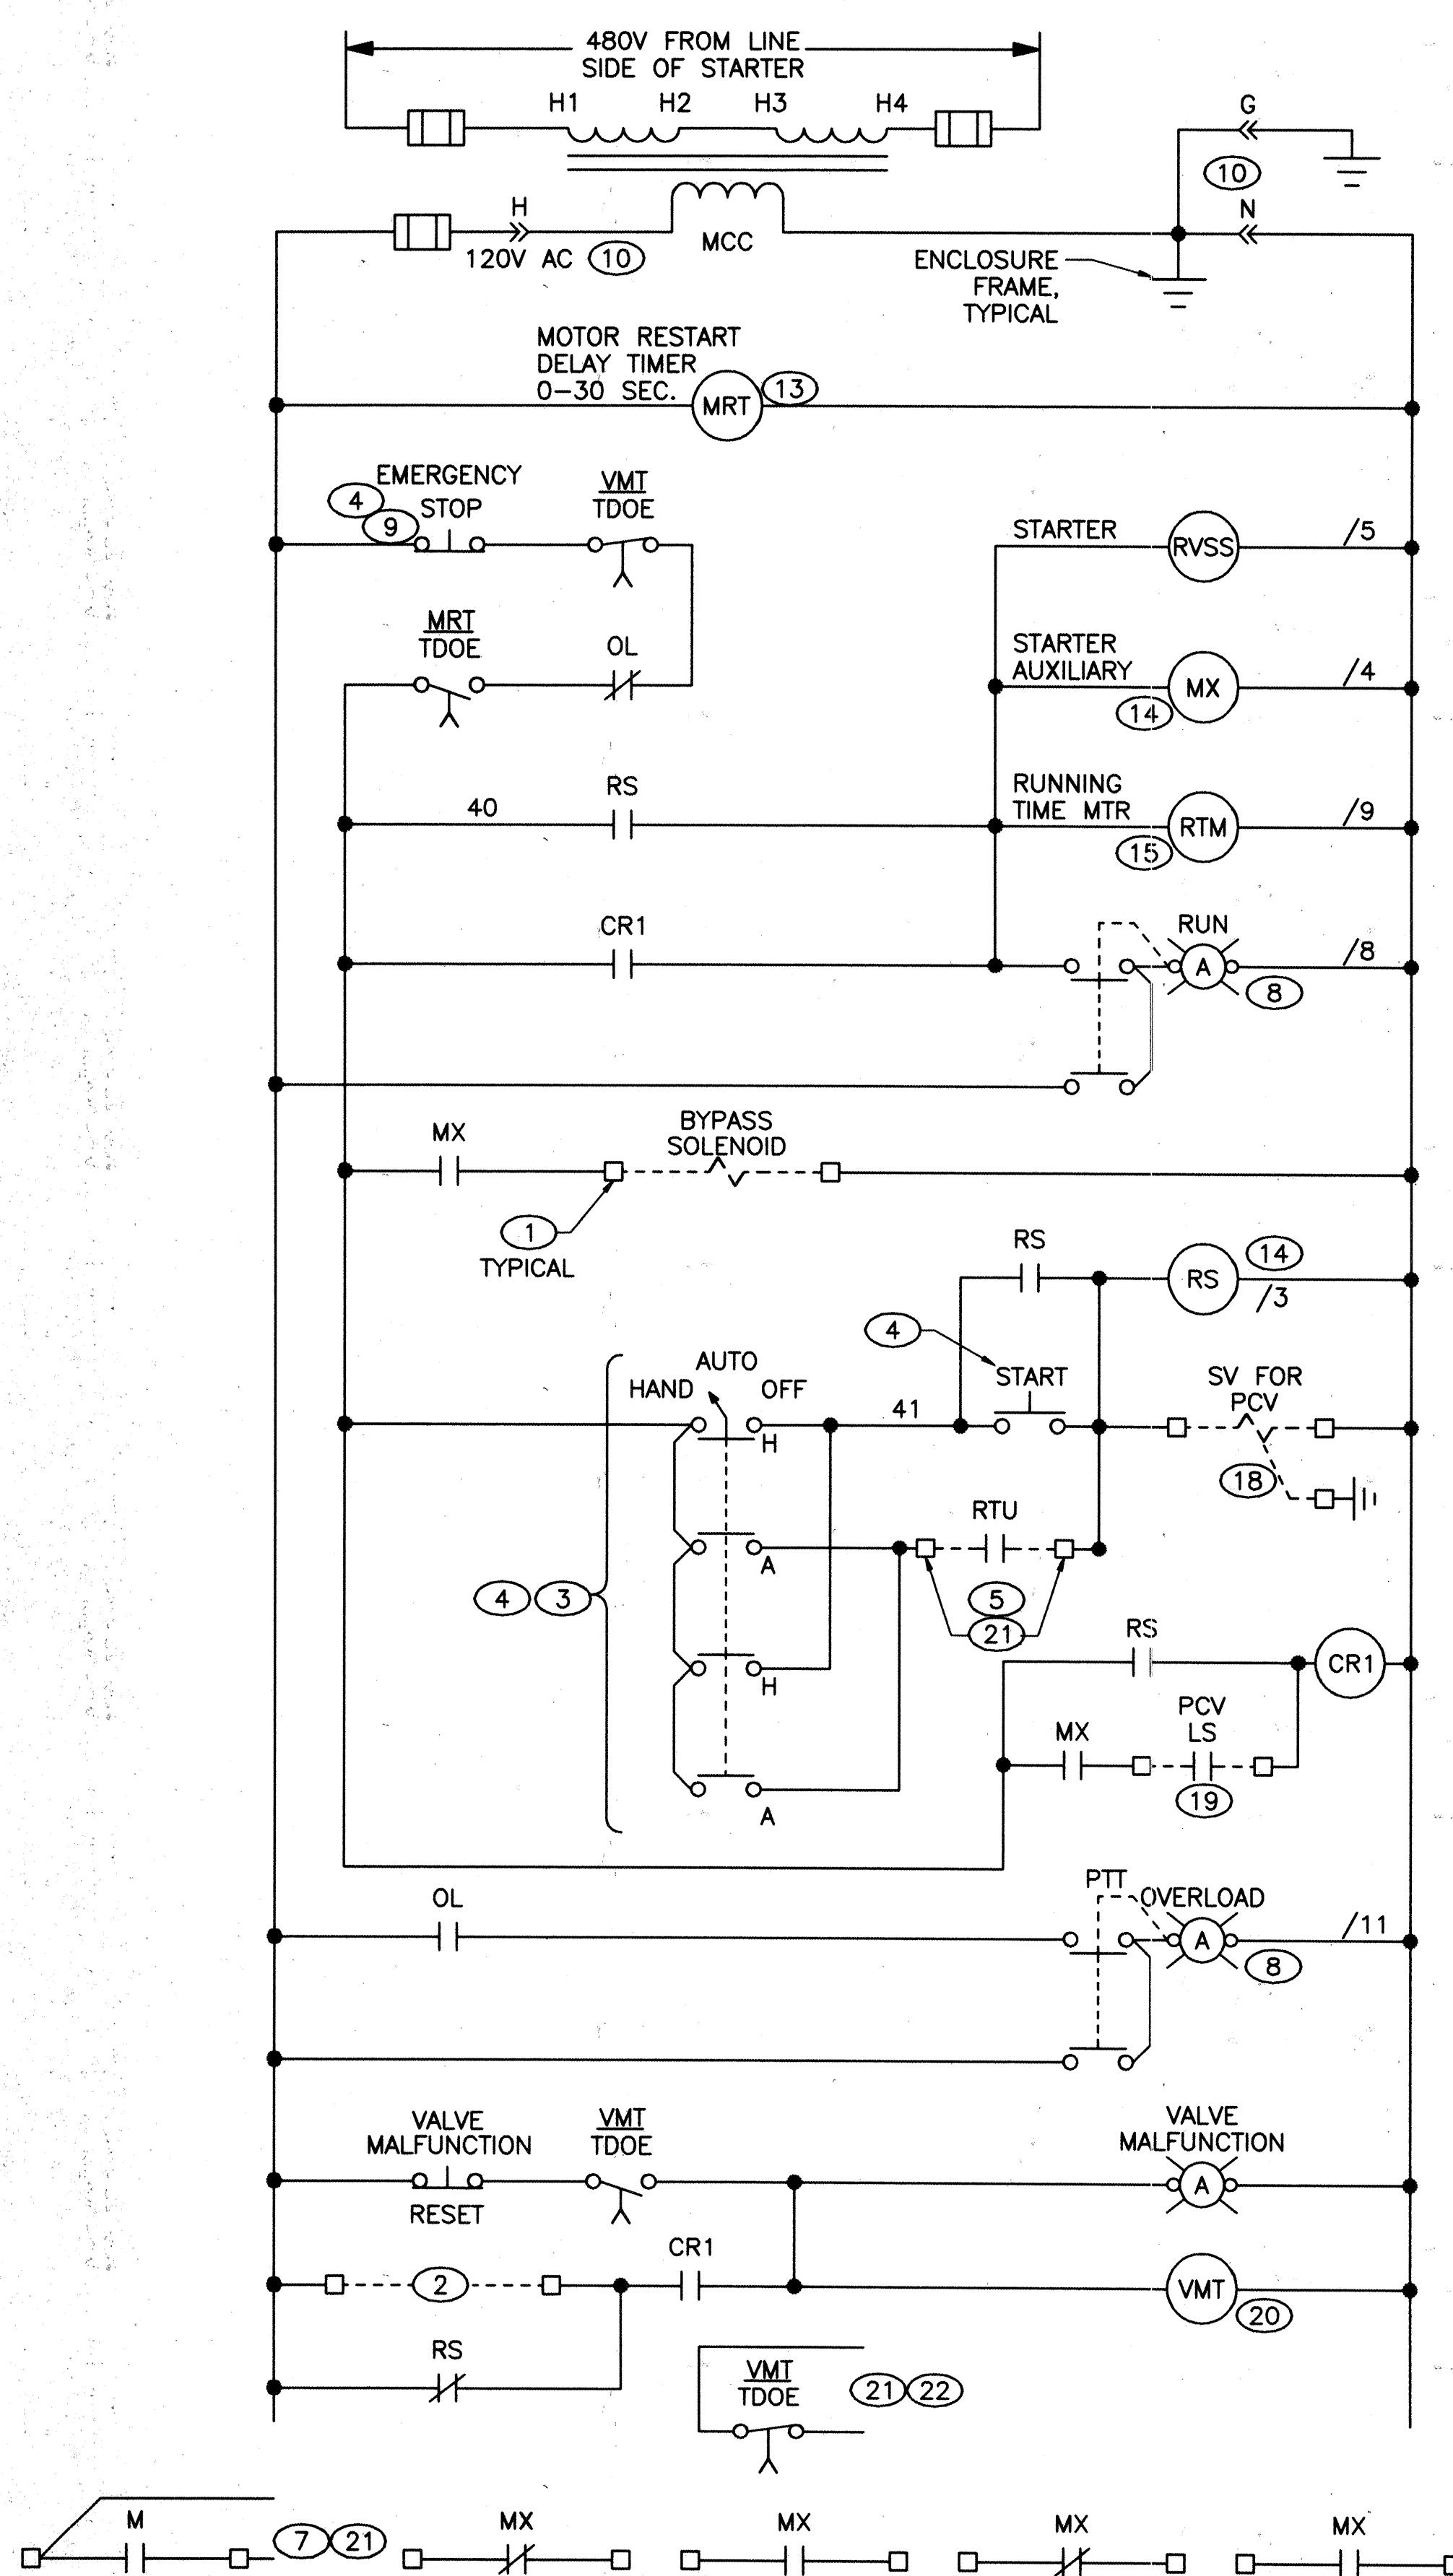 480V FROM LINE
SIDE OF STARTER
H1 H2 H3 H4
G
10
H
N
120V AC 10
MCC
ENCLOSURE
FRAME,
TYPICAL
MOTOR RESTART
DELAY TIMER
0-30 SEC.
MRT 13
EMERGENCY
STOP
4
9
VMT
TDOE
STARTER RVSS /5
MRT
TDOE
OL
STARTER
AUXILIARY MX /4
14
40
RS
RUNNING
TIME MTR RTM /9
15
CR1
RUN
A /8
8
MX
BYPASS
SOLENOID
1
TYPICAL
RS
RS 14
/3
4
START
HAND AUTO OFF
H
41
SV FOR
PCV
18
RTU
A
5
21
4 3
H
RS
CR1
MX
PCV
LS
19
A
OL
PTT
OVERLOAD
A /11
8
VALVE
MALFUNCTION
RESET
VMT
TDOE
VALVE
MALFUNCTION
A
2
CR1
VMT
20
RS
VMT
TDOE
21 22
M
7 21
MX
MX
MX
MX